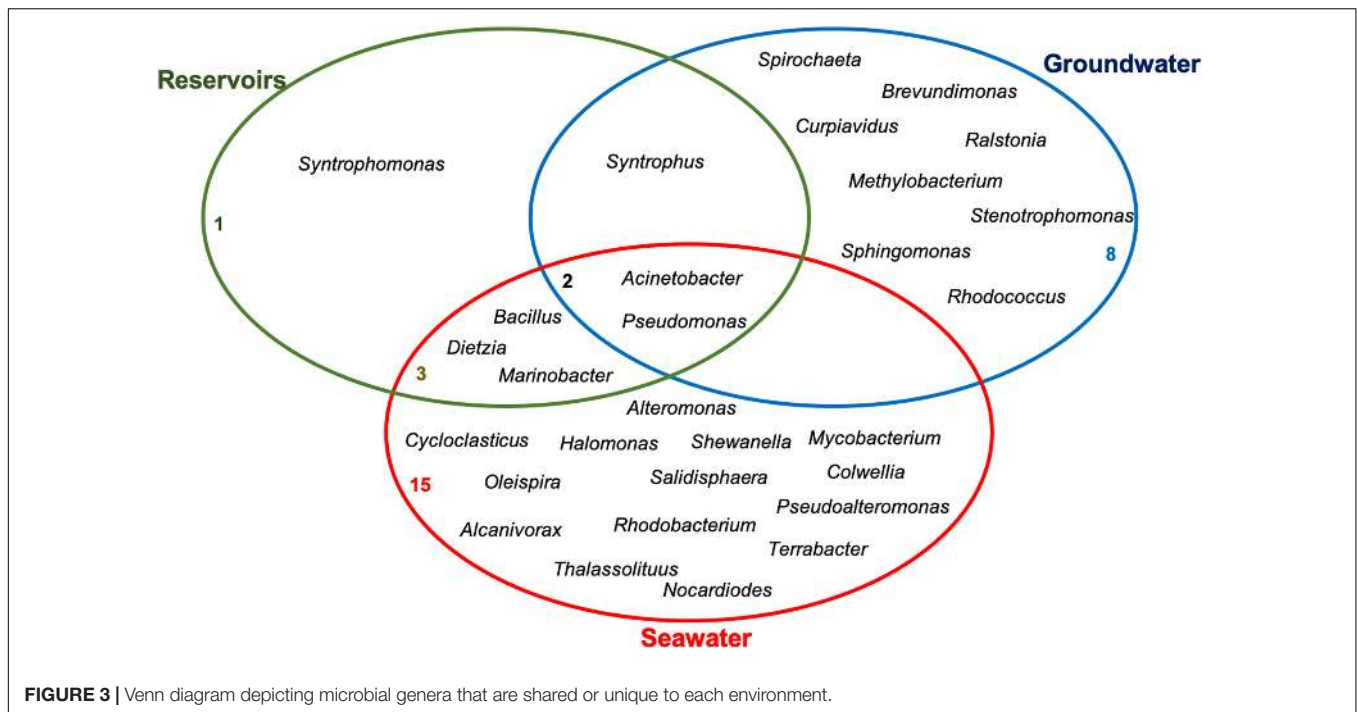 Reservoirs
Groundwater
Seawater
Syntrophomonas
1
Syntrophus
Spirochaeta
Brevundimonas
Curpiavidus
Ralstonia
Methylobacterium
Stenotrophomonas
Sphingomonas
8
Rhodococcus
2
Acinetobacter
Pseudomonas
Bacillus
Dietzia
3
Marinobacter
Alteromonas
Cycloclasticus
Halomonas
Shewanella
Mycobacterium
15
Oleispira
Salidisphaera
Colwellia
Pseudoalteromonas
Alcanivorax
Rhodobacterium
Terrabacter
Thalassolituus
Nocardiodes
FIGURE 3 | Venn diagram depicting microbial genera that are shared or unique to each environment.